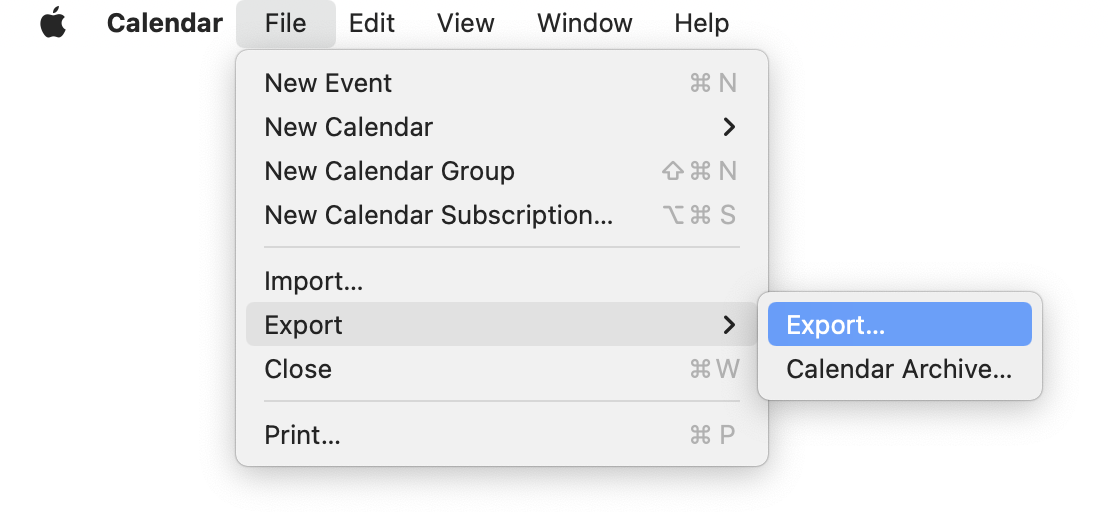 Calendar File Edit View Window Help
New Event ⌘ N
New Calendar
New Calendar Group ⇧ ⌘ N
New Calendar Subscription... ⌥ ⌘ S
Import...
Export
Export...
Close ⌘ W
Calendar Archive...
Print... ⌘ P